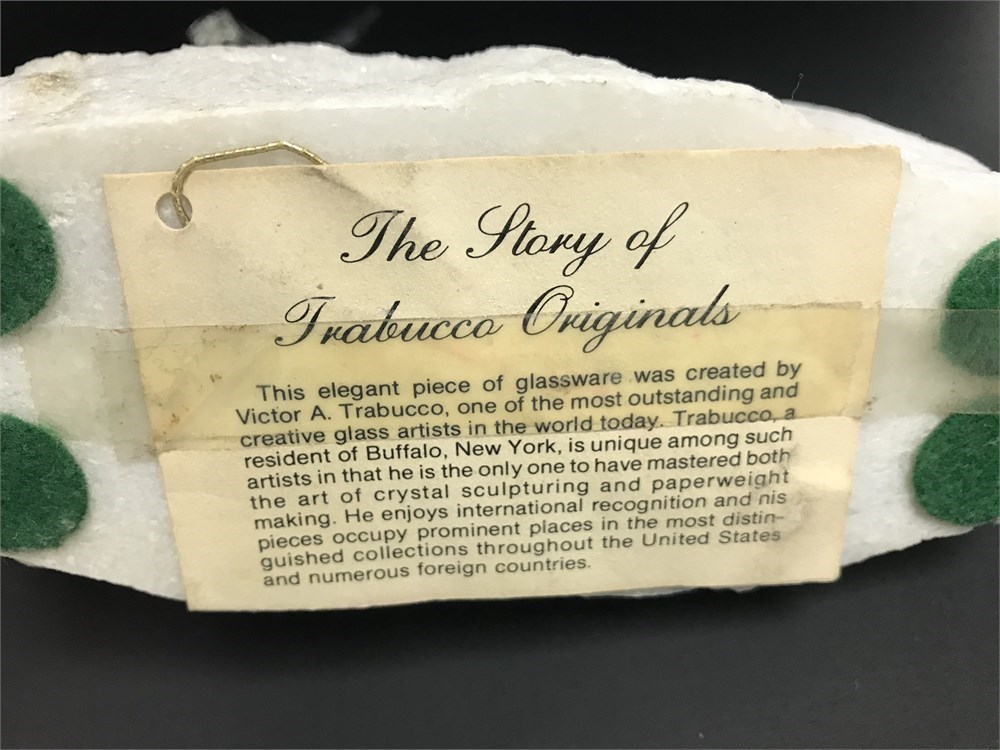 The Story of
Trabucco Originals
This elegant piece of glassware was created by
Victor A. Trabucco, one of the most outstanding and
creative glass artists in the world today. Trabucco, a
resident of Buffalo, New York, is unique among such
artists in that he is the only one to have mastered both
the art of crystal sculpturing and paperweight
making. He enjoys international recognition and his
pieces occupy prominent places in the most distin-
guished collections throughout the United States
and numerous foreign countries.